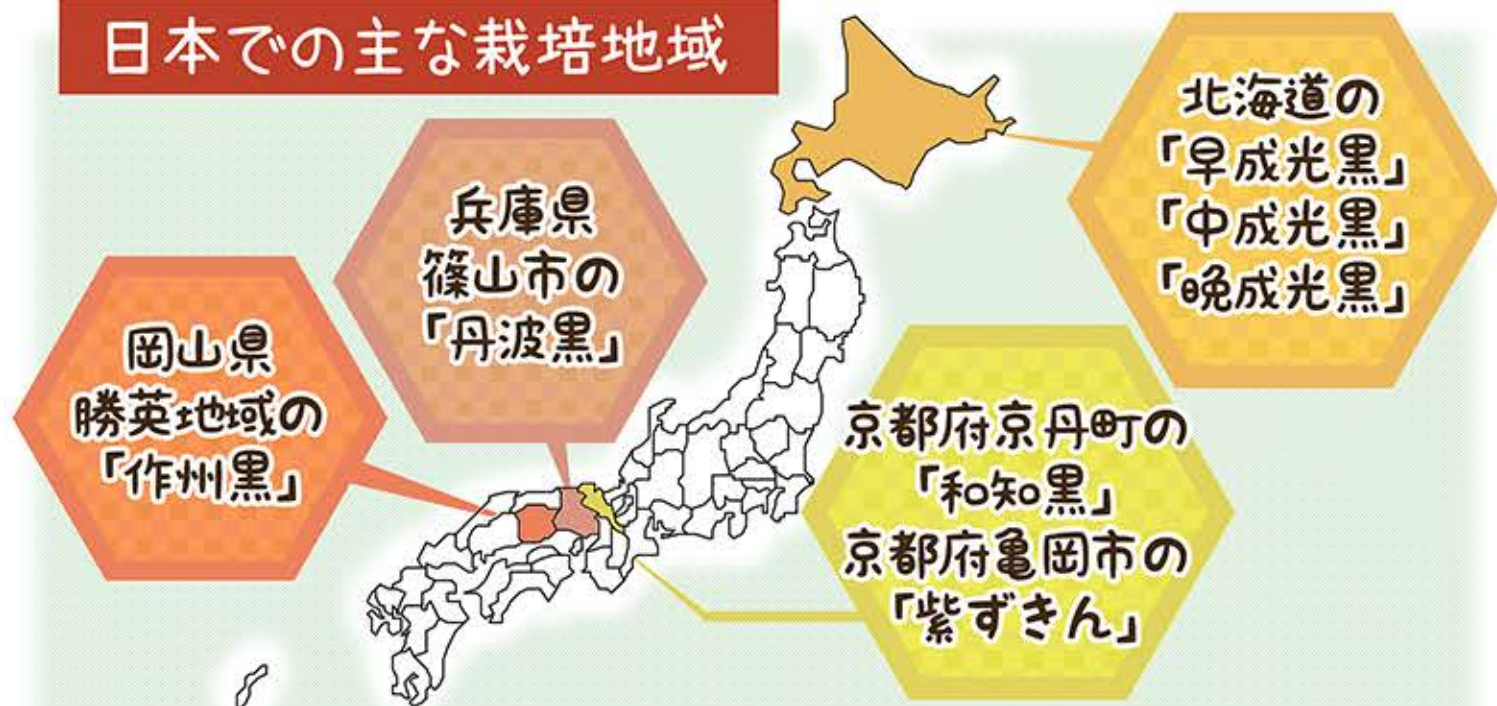 日本での主な栽培地域
北海道の
「早成光黒」
「中成光黒」
「晩成光黒」
兵庫県
篠山市の
「丹波黒」
岡山県
勝英地域の
「作州黒」
京都府京丹町の
「和知黒」
京都府亀岡市の
「紫ずきん」